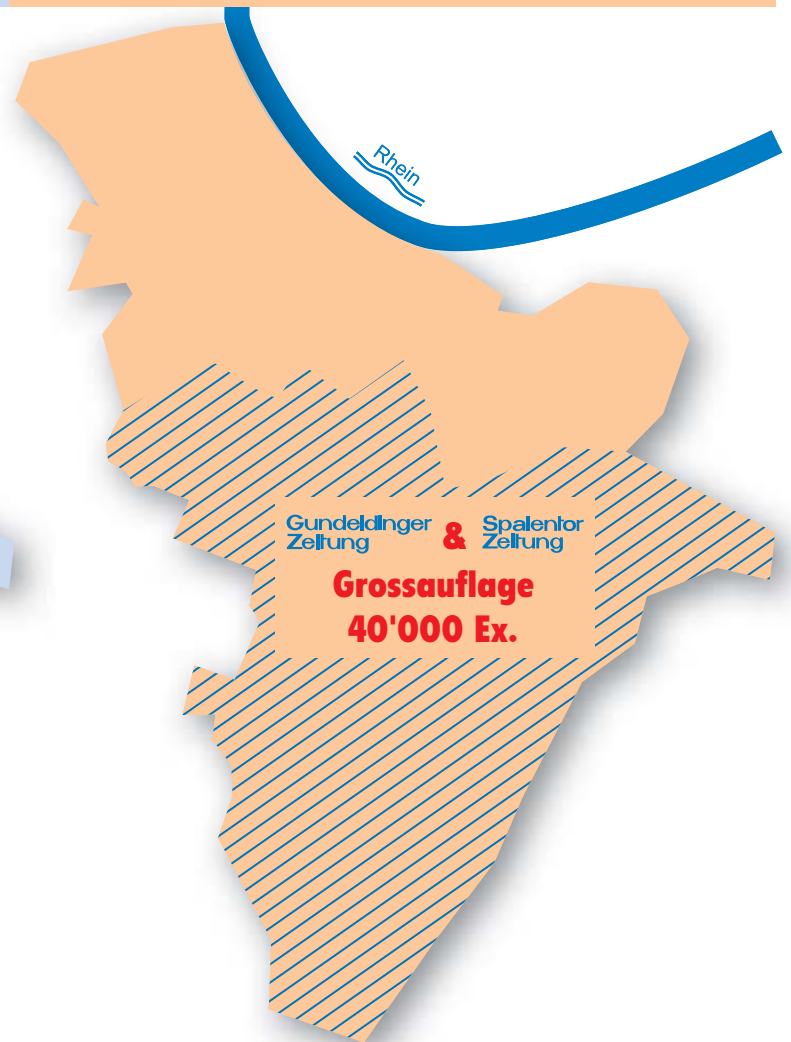 Rhein
Gundeldinger
Zeitung
&
Spalentor
Zeitung
Grossauflage
40'000 Ex.